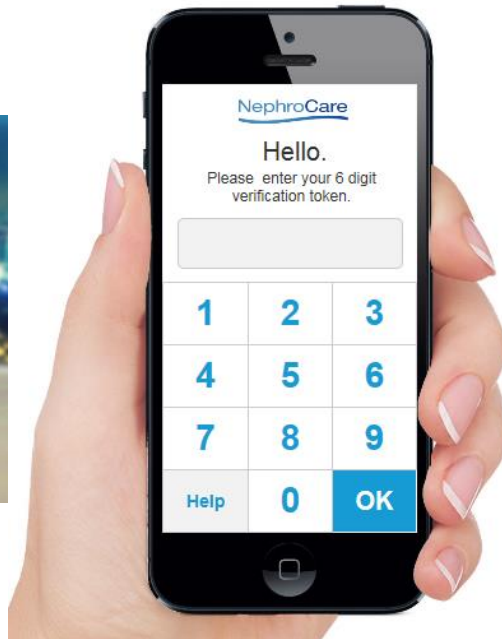 NephroCare
Hello.
Please enter your 6 digit
verification token.
1 2 3
4 5 6
7 8 9
Help 0 OK